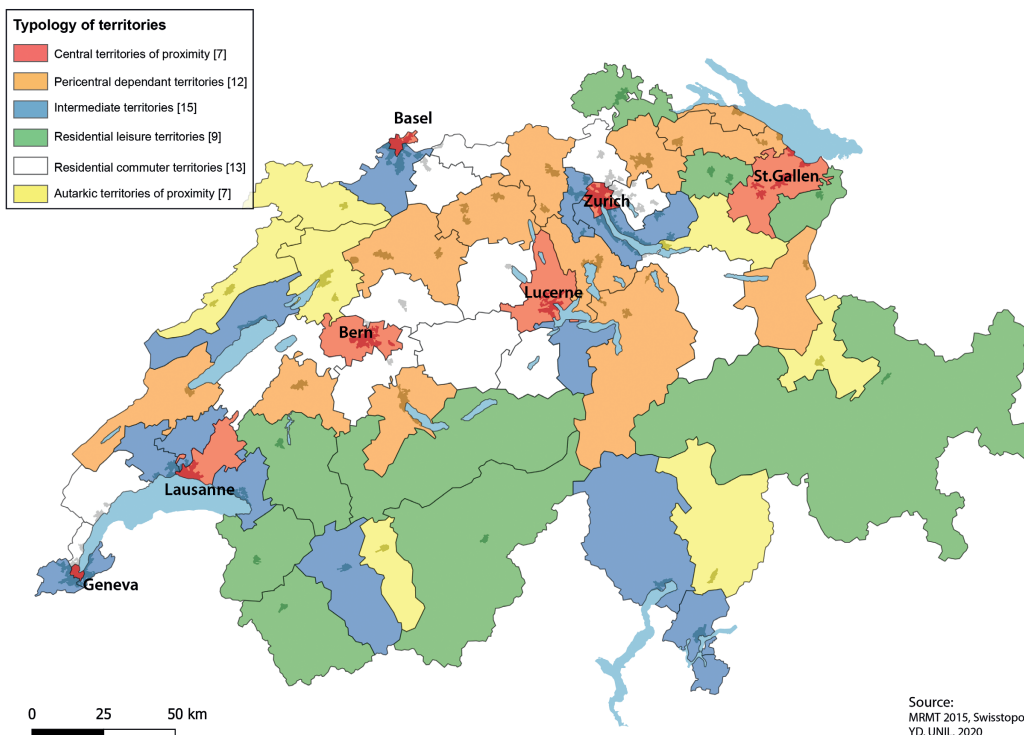 Typology of territories
Central territories of proximity [7]
Pericentral dependant territories [12]
Intermediate territories [15]
Residential leisure territories [9]
Residential commuter territories [13]
Autarkic territories of proximity [7]
Basel
St.Gallen
Zurich
Lucerne
Bern
Lausanne
Geneva
0 25 50 km
Source:
MRMT 2015, Swisstopo
YD, UNIL, 2020